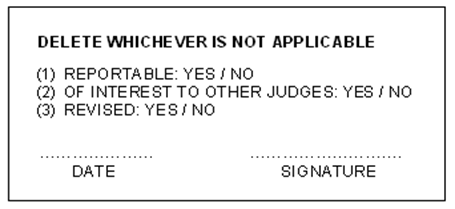 DELETE WHICHEVER IS NOT APPLICABLE
(1) REPORTABLE: YES / NO
(2) OF INTEREST TO OTHER JUDGES: YES / NO
(3) REVISED: YES / NO
...................... ..............................
DATE SIGNATURE